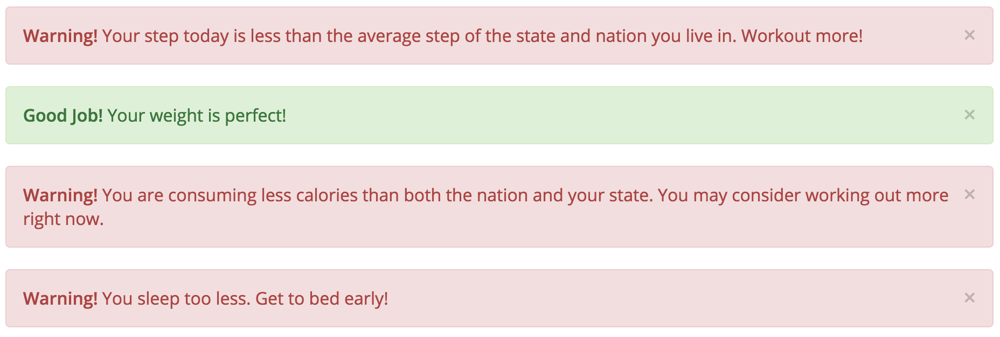 Warning! Your step today is less than the average step of the state and nation you live in. Workout more! ×
Good Job! Your weight is perfect! ×
Warning! You are consuming less calories than both the nation and your state. You may consider working out more ×
right now.
Warning! You sleep too less. Get to bed early! ×